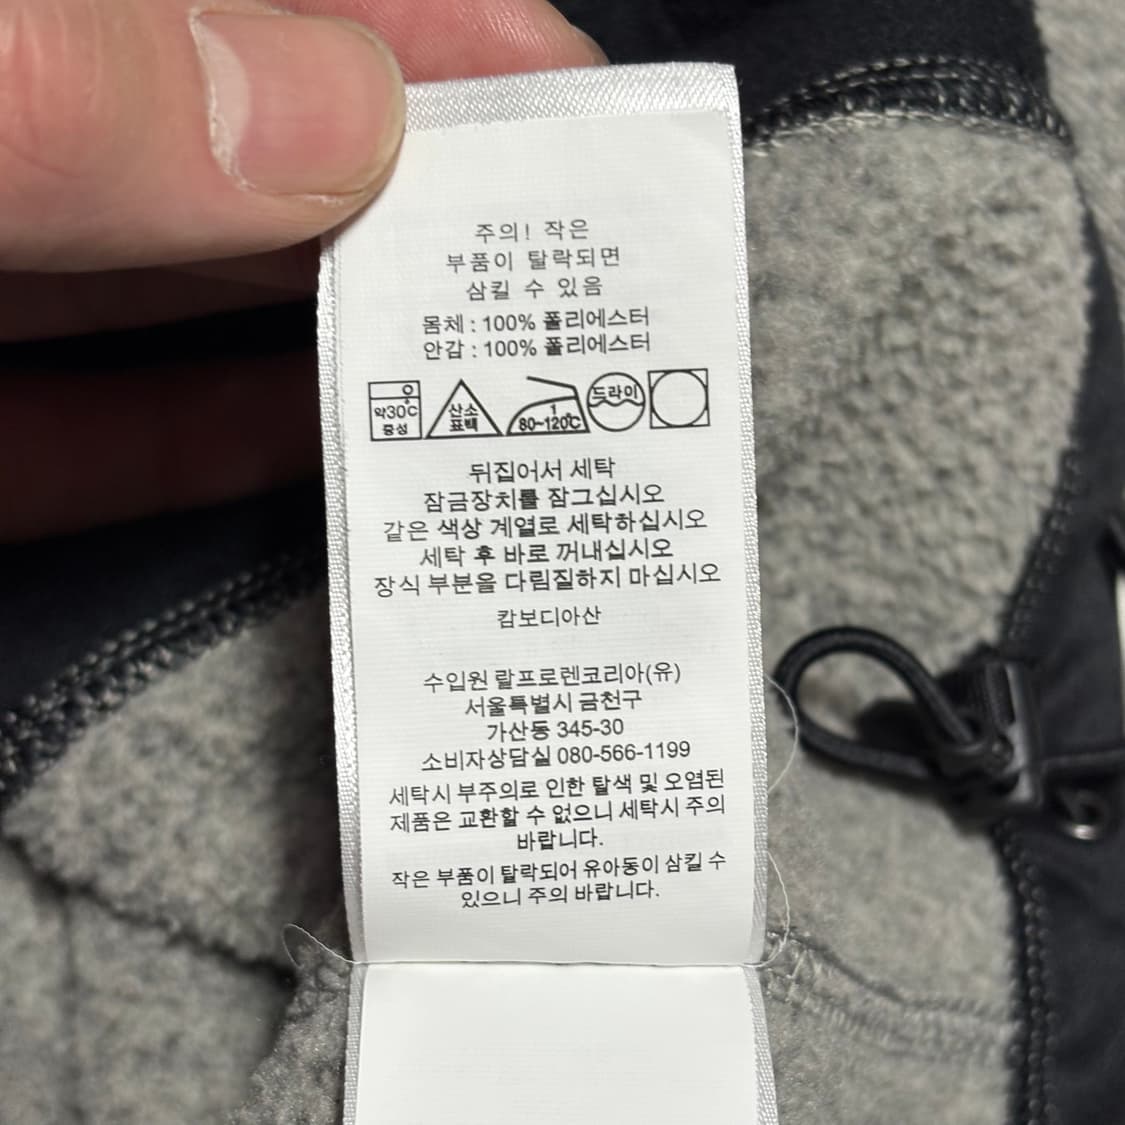 주의! 작은
부품이 탈락되면
삼킬 수 있음
몸체 : 100% 폴리에스터
안감 : 100% 폴리에스터
약30℃
중성
산소
표백
1
80~120℃
드라이
뒤집어서 세탁
잠금장치를 잠그십시오
같은 색상 계열로 세탁하십시오
세탁 후 바로 꺼내십시오
장식 부분을 다림질하지 마십시오
캄보디아산
수입원 랄프로렌코리아(유)
서울특별시 금천구
가산동 345-30
소비자상담실 080-566-1199
세탁시 부주의로 인한 탈색 및 오염된
제품은 교환할 수 없으니 세탁시 주의
바랍니다.
작은 부품이 탈락되어 유아동이 삼킬 수
있으니 주의 바랍니다.